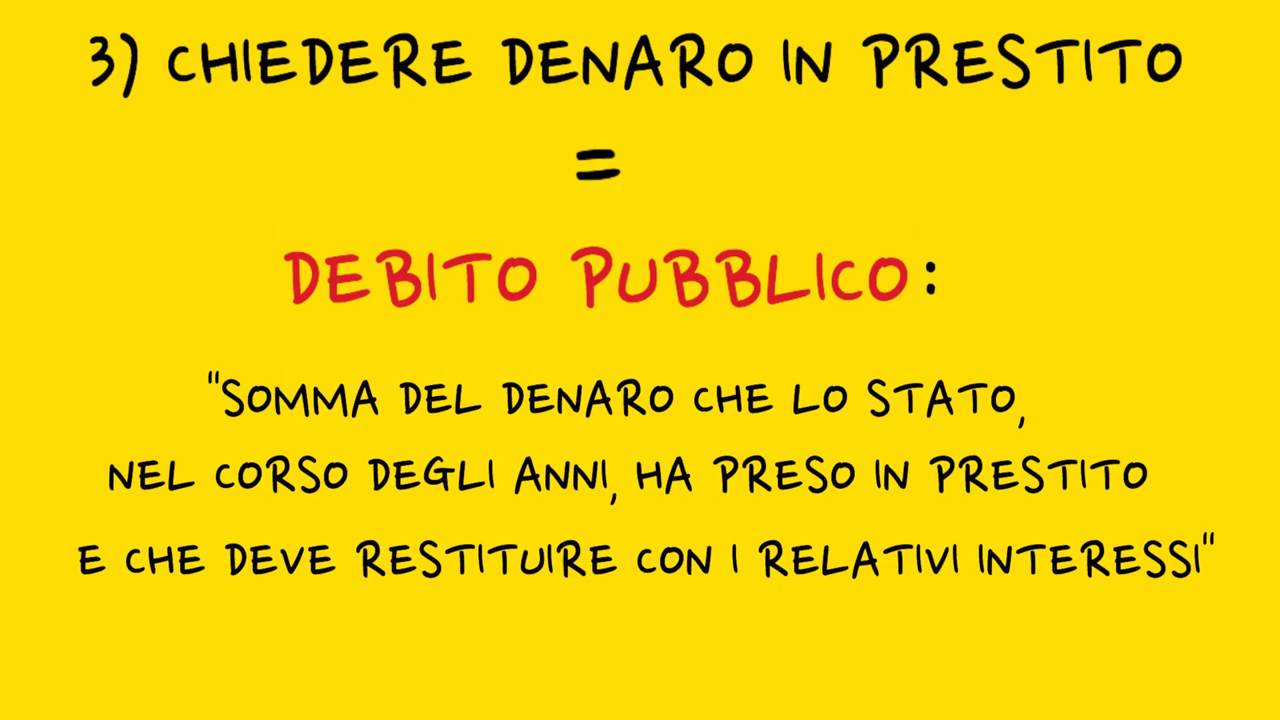 3) CHIEDERE DENARO IN PRESTITO
=
DEBITO PUBBLICO:
"SOMMA DEL DENARO CHE LO STATO,
NEL CORSO DEGLI ANNI, HA PRESO IN PRESTITO
E CHE DEVE RESTITUIRE CON I RELATIVI INTERESSI"